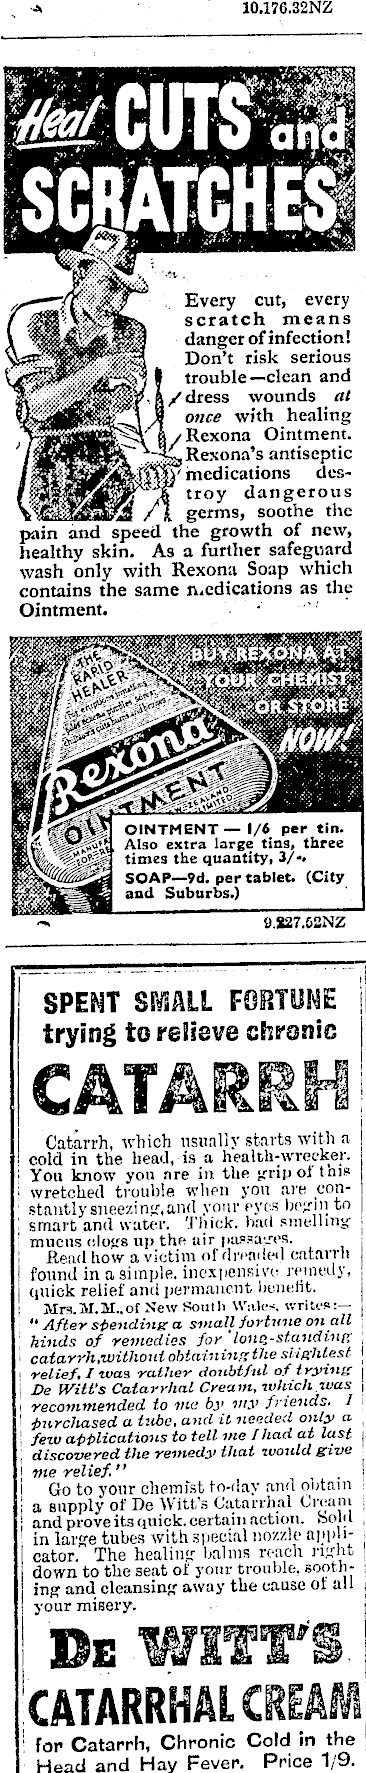 10.176.32NZ
Heal CUTS and
SCRATCHES
Every cut, every
scratch means
danger of infection!
Don't risk serious
trouble—clean and
dress wounds at
once with healing
Rexona Ointment.
Rexona's antiseptic
medications des-
troy dangerous
germs, soothe the
pain and speed the growth of new,
healthy skin. As a further safeguard
wash only with Rexona Soap which
contains the same medications as the
Ointment.
THE
RAPID
HEALER
Rexona
OINTMENT
BUY REXONA AT
YOUR CHEMIST
OR STORE
NOW!
OINTMENT — 1/6 per tin.
Also extra large tins, three
times the quantity, 3/-.
SOAP—9d. per tablet. (City
and Suburbs.)
9.227.52NZ
SPENT SMALL FORTUNE
trying to relieve chronic
CATARRH
Catarrh, which usually starts with a
cold in the head, is a health-wrecker.
You know you are in the grip of this
wretched trouble when you are con-
stantly sneezing, and your eyes begin to
smart and water. Thick, bad smelling
mucus clogs up the air passages.
Read how a victim of dreaded catarrh
found in a simple, inexpensive remedy,
quick relief and permanent benefit.
Mrs. M.M., of New South Wales, writes:—
"After spending a small fortune on all
kinds of remedies for long-standing
catarrh, without obtaining the slightest
relief, I was rather doubtful of trying
De Witt's Catarrhal Cream, which was
recommended to me by my friends. I
purchased a tube, and it needed only a
few applications to tell me I had at last
discovered the remedy that would give
me relief."
Go to your chemist to-day and obtain
a supply of De Witt's Catarrhal Cream
and prove its quick, certain action. Sold
in large tubes with special nozzle appli-
cator. The healing balms reach right
down to the seat of your trouble, sooth-
ing and cleansing away the cause of all
your misery.
DE WITT'S
CATARRHAL CREAM
for Catarrh, Chronic Cold in the
Head and Hay Fever. Price 1/9.